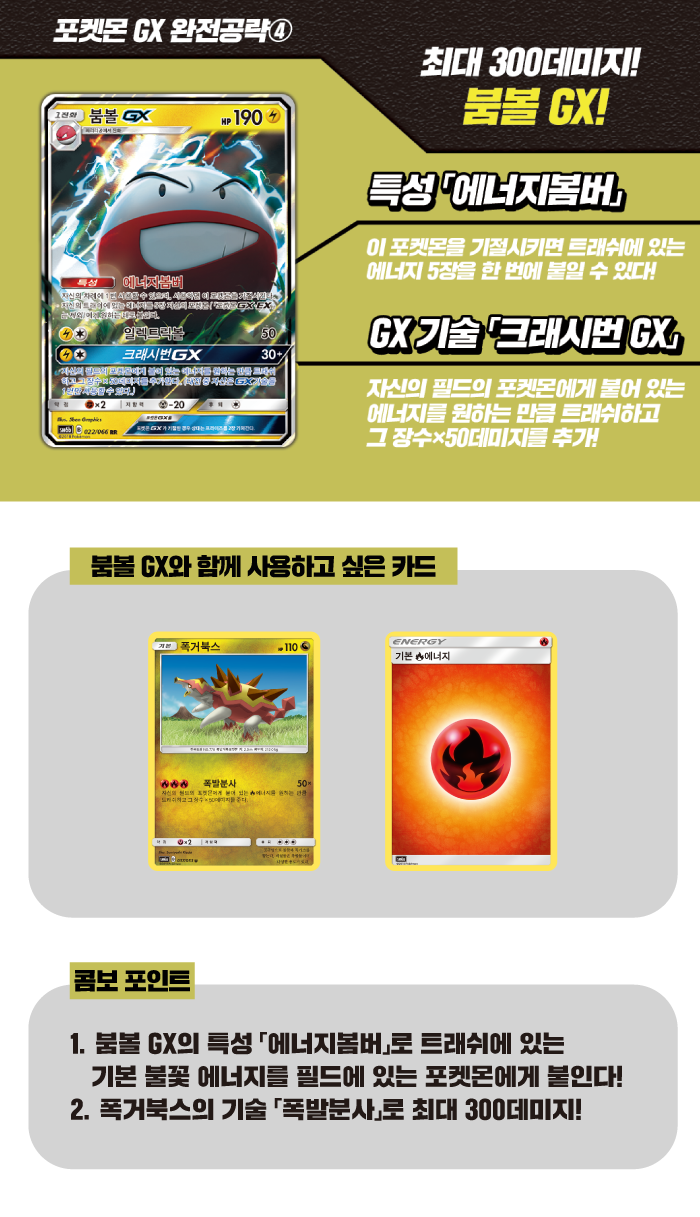 포켓몬 GX 완전공략④
최대 300데미지!
붐볼 GX!
1진화
붐볼 GX
HP 190
특성
에너지봄버
일렉트릭볼
50
크래시번GX
30+
×2
-20
022/066 RR
특성 「에너지봄버」
이 포켓몬을 기절시키면 트래쉬에 있는
에너지 5장을 한 번에 붙일 수 있다!
GX 기술 「크래시번 GX」
자신의 필드의 포켓몬에게 붙어 있는
에너지를 원하는 만큼 트래쉬하고
그 장수×50데미지를 추가!
붐볼 GX와 함께 사용하고 싶은 카드
기본
폭거북스
HP 110
폭발분사
50×
×2
ENERGY
기본 에너지
콤보 포인트
1. 붐볼 GX의 특성 「에너지봄버」로 트래쉬에 있는
기본 불꽃 에너지를 필드에 있는 포켓몬에게 붙인다!
2. 폭거북스의 기술 「폭발분사」로 최대 300데미지!